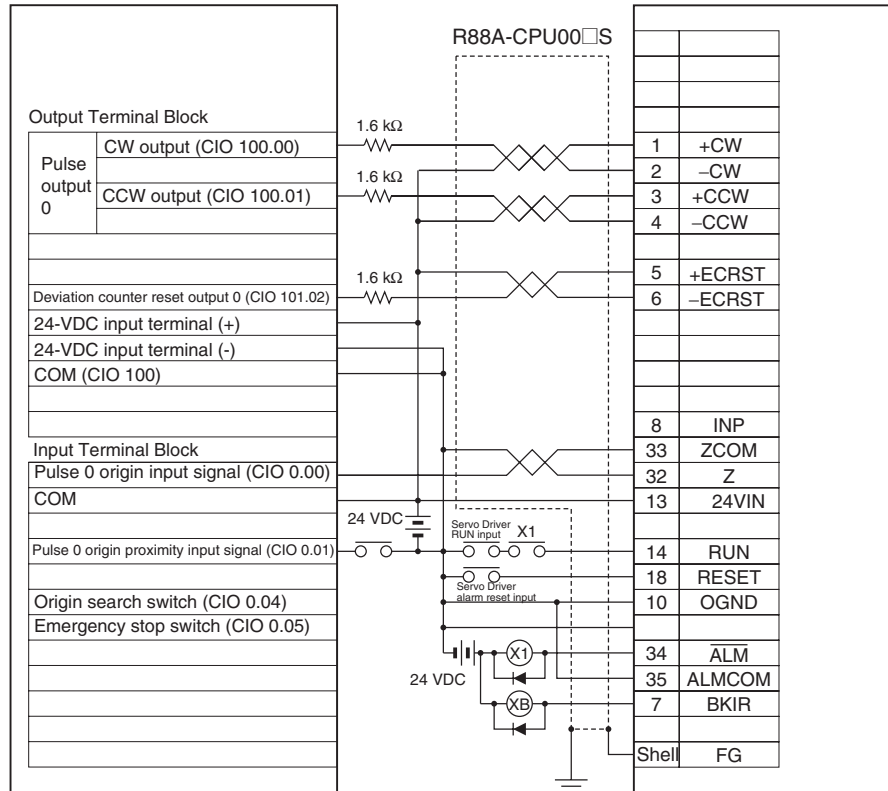 R88A-CPU00□S
Output Terminal Block
Pulse output 0
CW output (CIO 100.00)
1.6 kΩ
1 +CW
2 −CW
CCW output (CIO 100.01)
1.6 kΩ
3 +CCW
4 −CCW
5 +ECRST
Deviation counter reset output 0 (CIO 101.02)
1.6 kΩ
6 −ECRST
24-VDC input terminal (+)
24-VDC input terminal (-)
COM (CIO 100)
8 INP
Input Terminal Block
33 ZCOM
Pulse 0 origin input signal (CIO 0.00)
32 Z
COM
13 24VIN
24 VDC
Servo Driver
RUN input
X1
Pulse 0 origin proximity input signal (CIO 0.01)
14 RUN
18 RESET
Servo Driver
alarm reset input
Origin search switch (CIO 0.04)
10 OGND
Emergency stop switch (CIO 0.05)
X1
34 A̅L̅M̅
24 VDC
35 ALMCOM
XB
7 BKIR
Shell FG